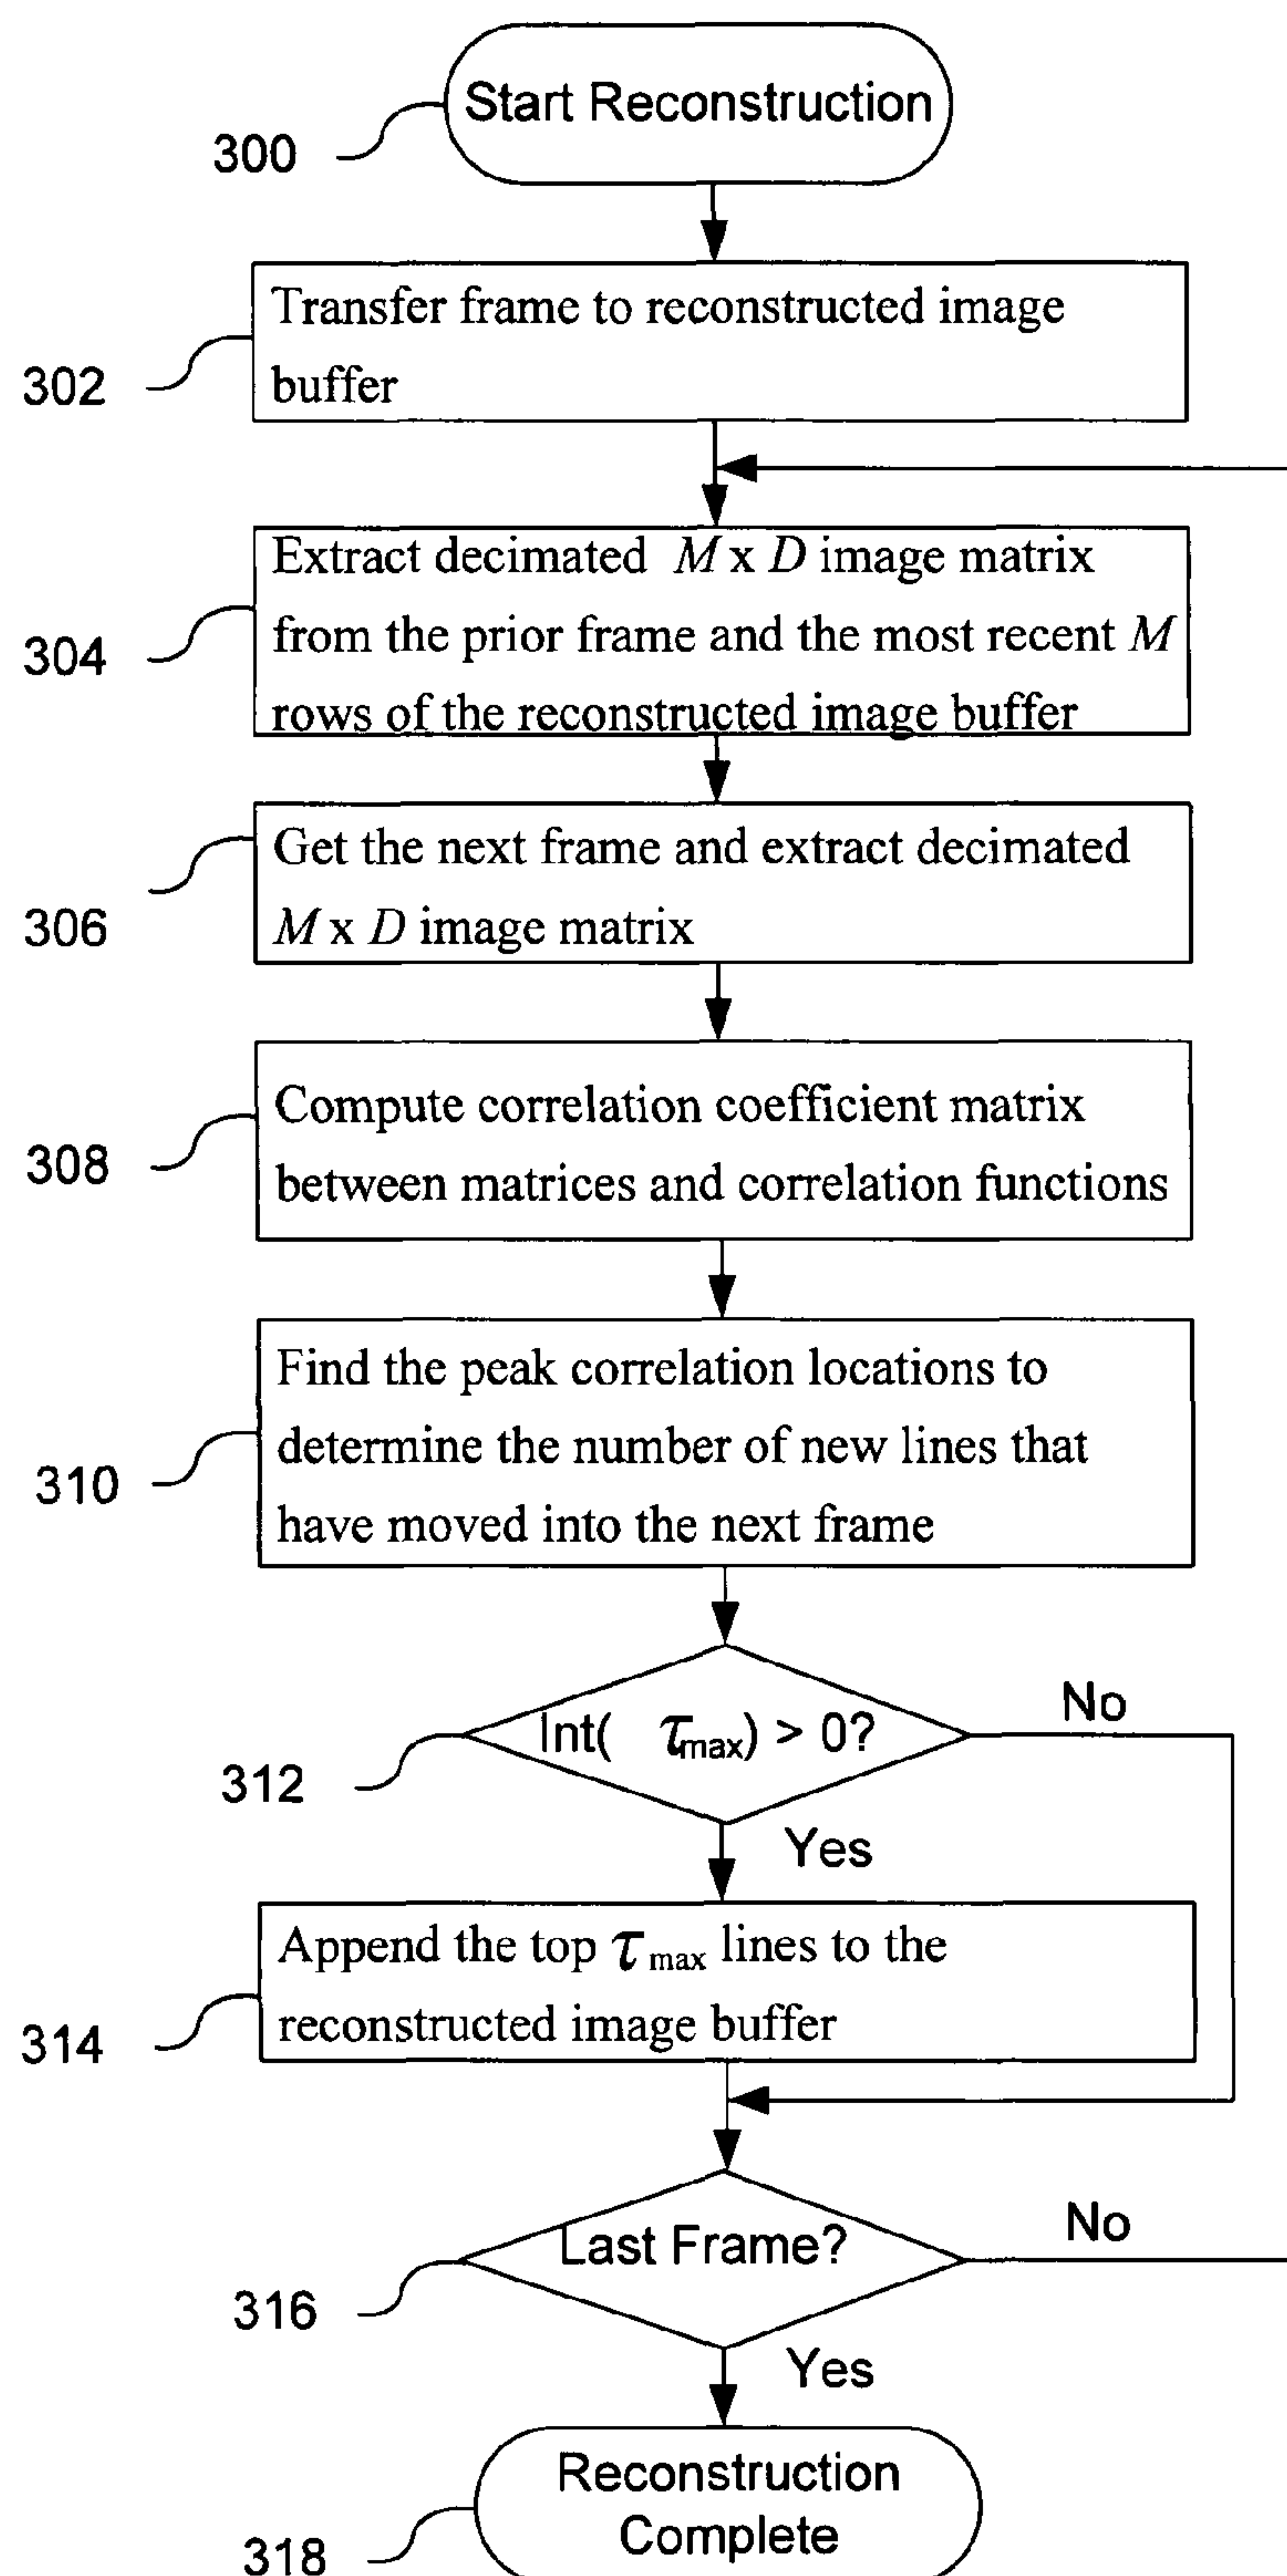 Start Reconstruction
300
Transfer frame to reconstructed image
buffer
302
Extract decimated M x D image matrix
from the prior frame and the most recent M
rows of the reconstructed image buffer
304
Get the next frame and extract decimated
M x D image matrix
306
Compute correlation coefficient matrix
between matrices and correlation functions
308
Find the peak correlation locations to
determine the number of new lines that
have moved into the next frame
310
Int( τmax) > 0?
No
312
Yes
Append the top τmax lines to the
reconstructed image buffer
314
Last Frame?
No
316
Yes
Reconstruction
Complete
318